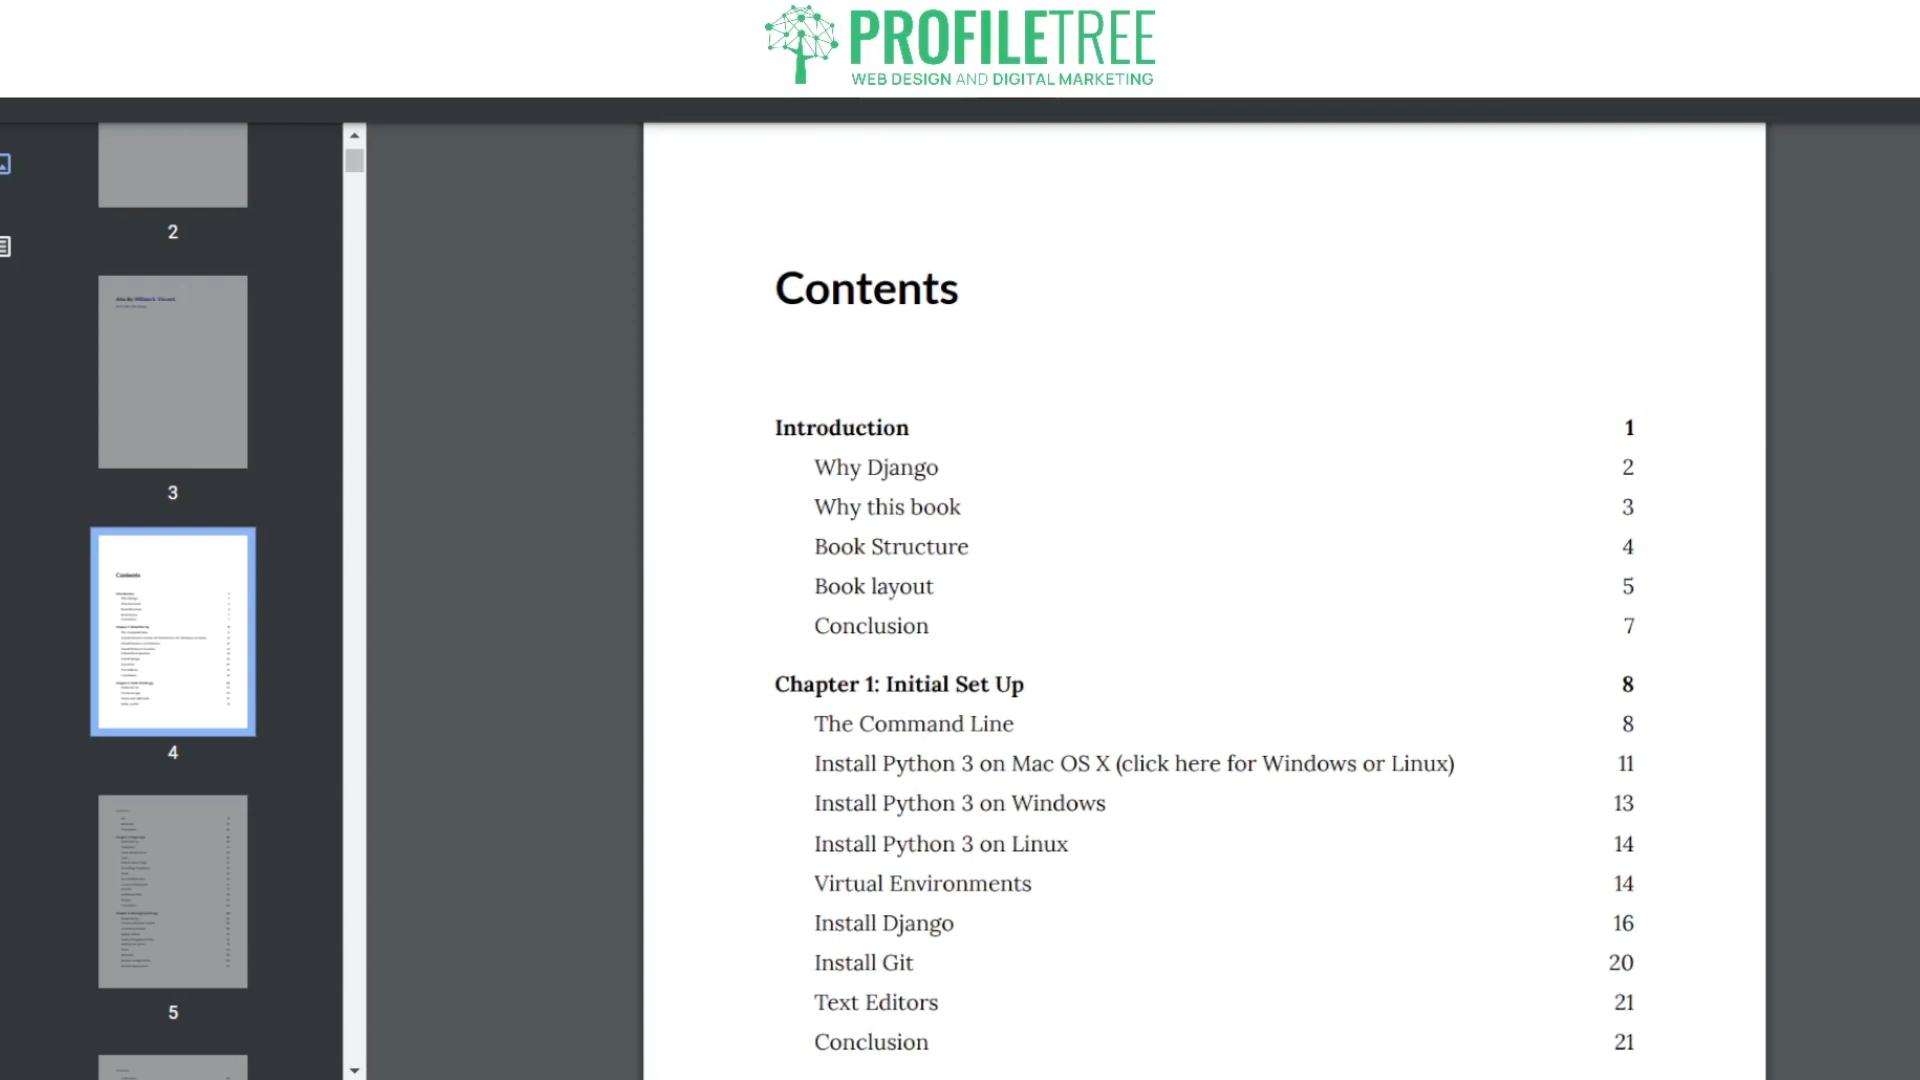 PROFILETREE
WEB DESIGN AND DIGITAL MARKETING
2
Also By William S. Vincent
3
4
5
Contents
Introduction 1
Why Django 2
Why this book 3
Book Structure 4
Book layout 5
Conclusion 7
Chapter 1: Initial Set Up 8
The Command Line 8
Install Python 3 on Mac OS X (click here for Windows or Linux) 11
Install Python 3 on Windows 13
Install Python 3 on Linux 14
Virtual Environments 14
Install Django 16
Install Git 20
Text Editors 21
Conclusion 21